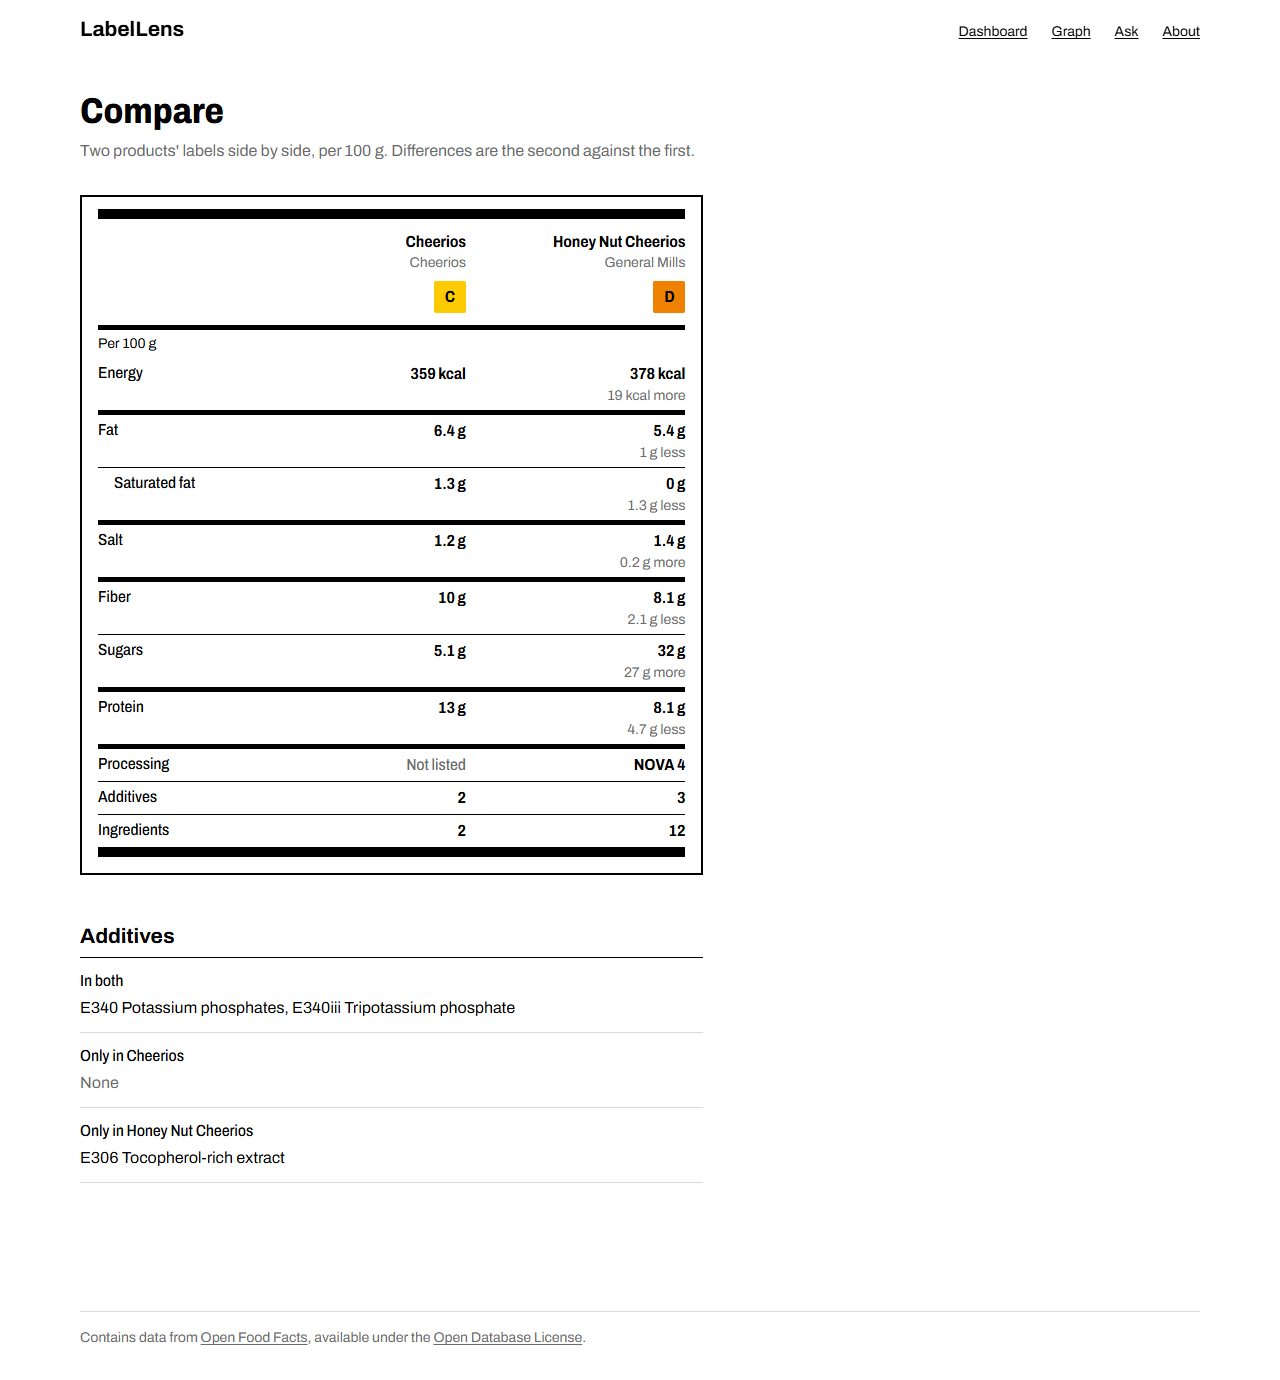 LabelLens
Dashboard Graph Ask About
Compare
Two products' labels side by side, per 100 g. Differences are the second against the first.
Cheerios Honey Nut Cheerios
Cheerios General Mills
C D
Per 100 g
Energy 359 kcal 378 kcal
19 kcal more
Fat 6.4 g 5.4 g
1 g less
Saturated fat 1.3 g 0 g
1.3 g less
Salt 1.2 g 1.4 g
0.2 g more
Fiber 10 g 8.1 g
2.1 g less
Sugars 5.1 g 32 g
27 g more
Protein 13 g 8.1 g
4.7 g less
Processing Not listed NOVA 4
Additives 2 3
Ingredients 2 12
Additives
In both
E340 Potassium phosphates, E340iii Tripotassium phosphate
Only in Cheerios
None
Only in Honey Nut Cheerios
E306 Tocopherol-rich extract
Contains data from Open Food Facts, available under the Open Database License.